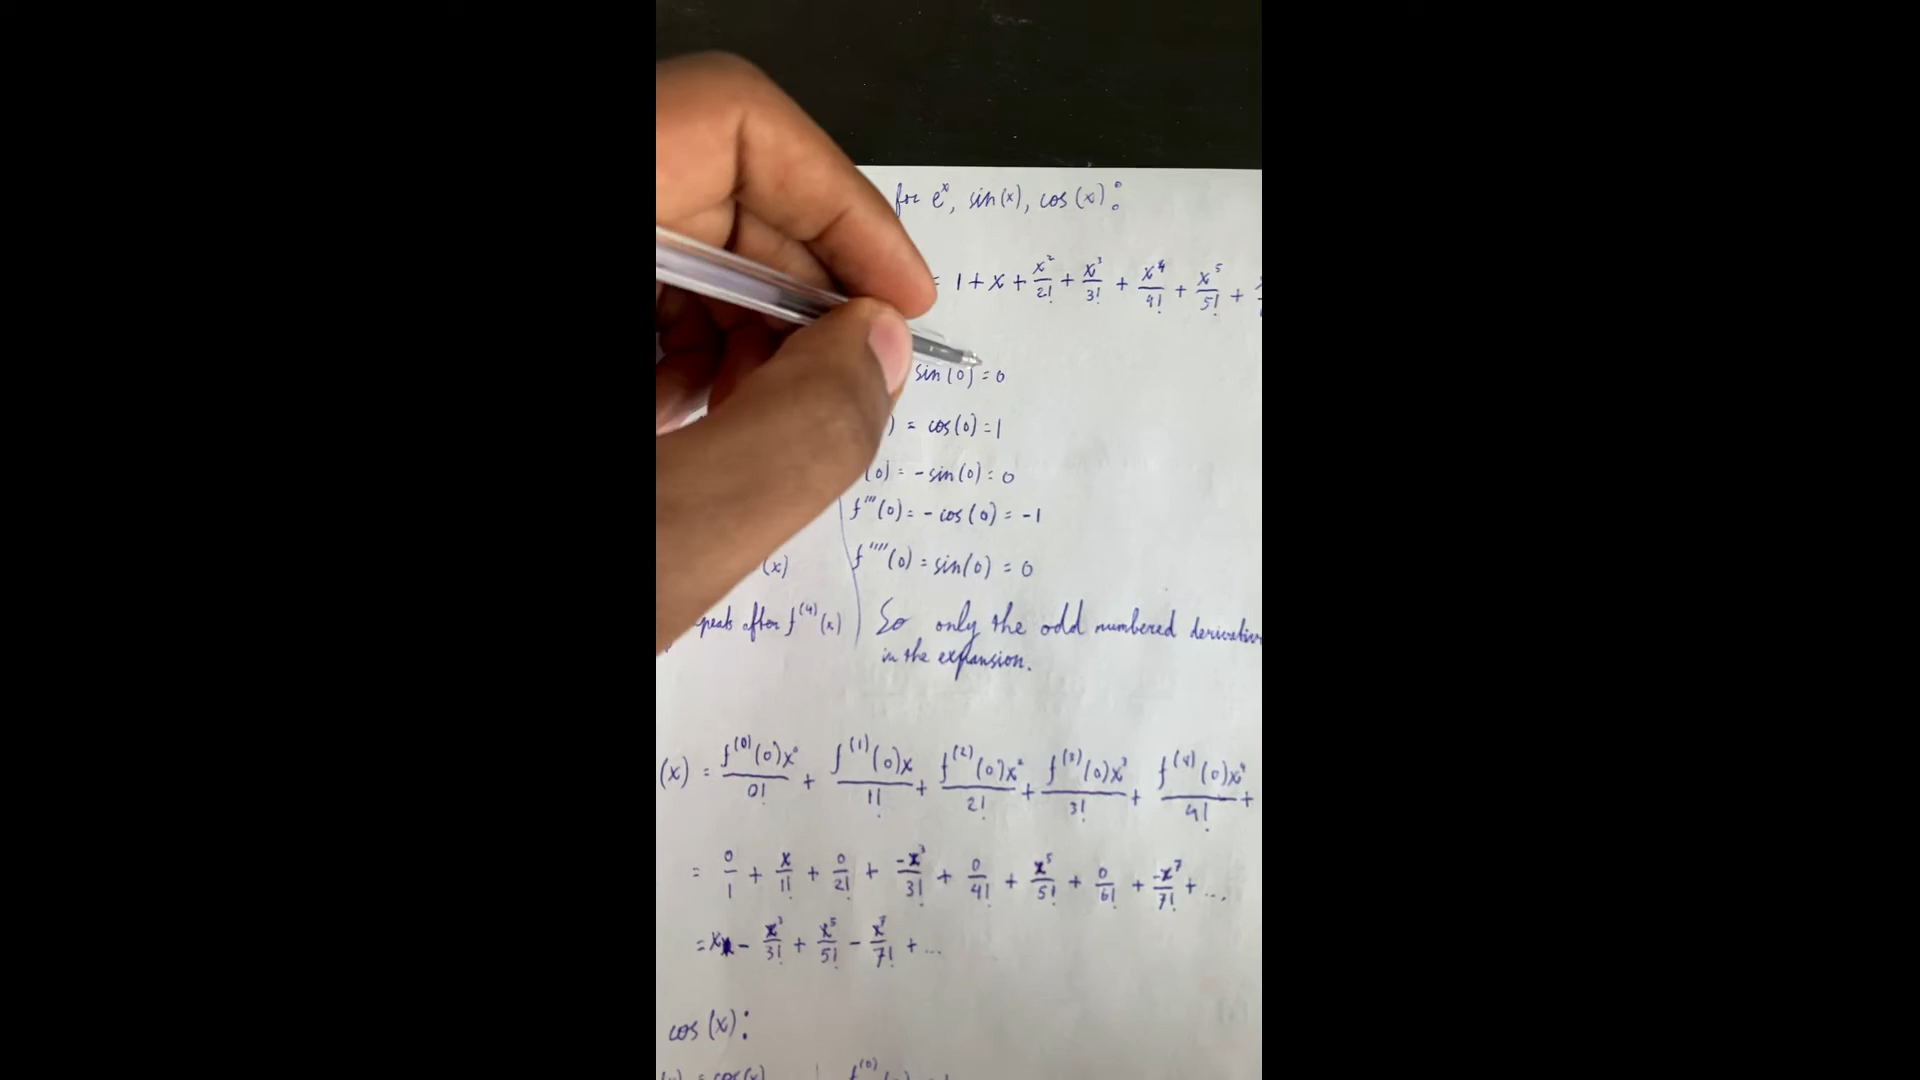 for eˣ, sin(x), cos(x):
= 1 + x + x²/2! + x³/3! + x⁴/4! + x⁵/5! +
sin(0) = 0
) = cos(0) = 1
(0) = -sin(0) = 0
f'''(0) = -cos(0) = -1
(x) f''''(0) = sin(0) = 0
after f⁽⁴⁾(x) So only the odd numbered
in the expansion.
(x) = f⁽⁰⁾(0)x⁰/0! + f⁽¹⁾(0)x/1! + f⁽²⁾(0)x²/2! + f⁽³⁾(0)x³/3! + f⁽⁴⁾(0)x⁴/4! +
= 0/1 + x/1! + 0/2! + -x³/3! + 0/4! + x⁵/5! + 0/6! + -x⁷/7! + ...
= x - x³/3! + x⁵/5! - x⁷/7! + ...
cos(x):
= cos(x) f⁽⁰⁾